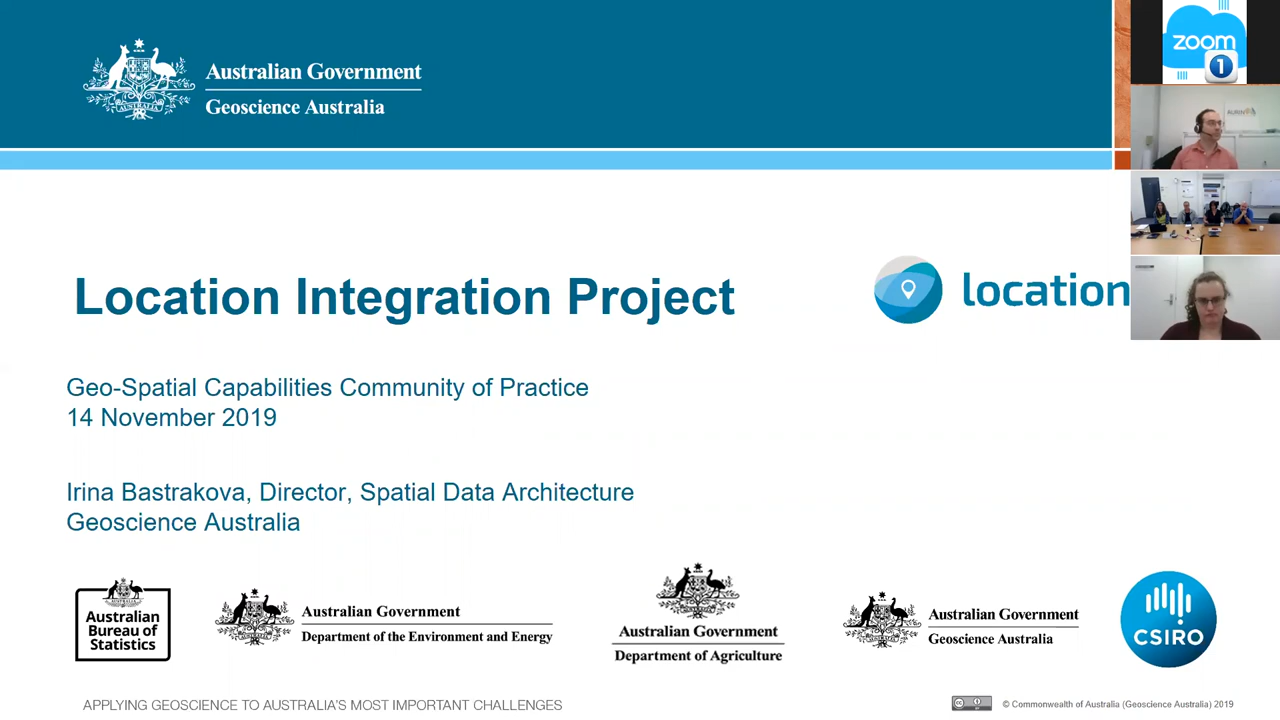 Australian Government
Geoscience Australia
zoom
1
AURIN
Location Integration Project
location
Geo-Spatial Capabilities Community of Practice
14 November 2019
Irina Bastrakova, Director, Spatial Data Architecture
Geoscience Australia
Australian
Bureau of
Statistics
Australian Government
Department of the Environment and Energy
Australian Government
Department of Agriculture
Australian Government
Geoscience Australia
CSIRO
APPLYING GEOSCIENCE TO AUSTRALIA'S MOST IMPORTANT CHALLENGES
© Commonwealth of Australia (Geoscience Australia) 2019